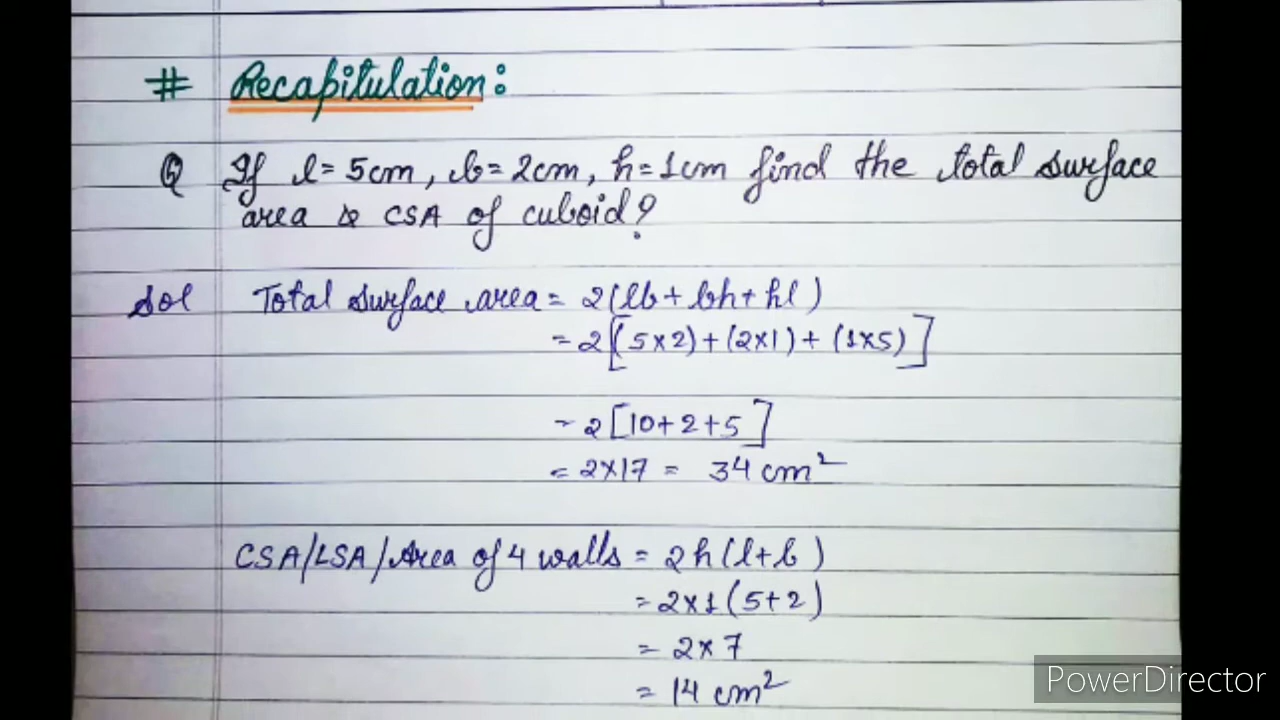 # Recapitulation:
Q If l= 5cm, b= 2cm, h=1cm find the total surface
area & CSA of cuboid?
Sol Total surface area = 2(lb+bh+hl)
= 2[(5×2)+(2×1)+(1×5)]
= 2[10+2+5]
= 2×17 = 34 cm²
CSA/LSA/Area of 4 walls = 2h(l+b)
= 2×1(5+2)
= 2×7
= 14 cm²
PowerDirector